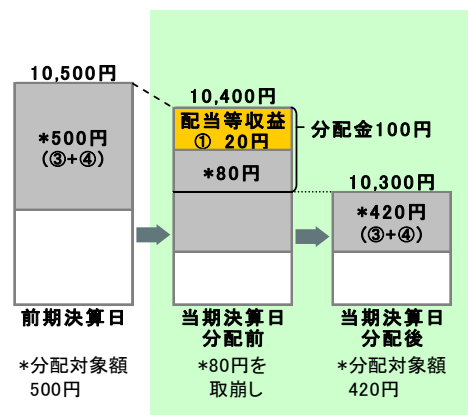 10,500円
*500円
(③+④)
前期決算日
*分配対象額
500円
10,400円
配当等収益
① 20円
*80円
分配金100円
当期決算日
分配前
*80円を
取崩し
10,300円
*420円
(③+④)
当期決算日
分配後
*分配対象額
420円